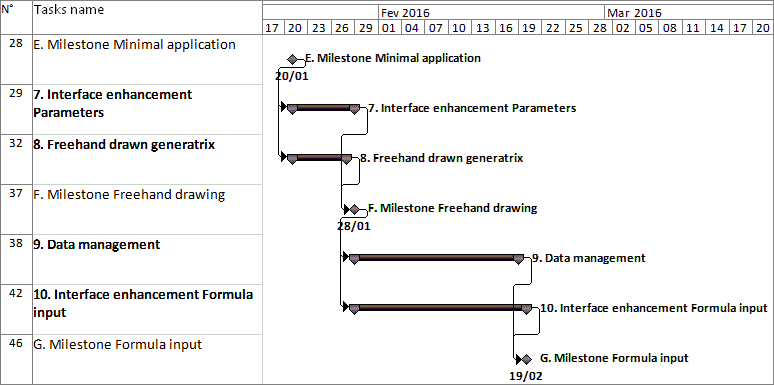 N° Tasks name
Fev 2016 Mar 2016
17 20 23 26 29 01 04 07 10 13 16 19 22 25 28 02 05 08 11 14 17 20
28 E. Milestone Minimal application
E. Milestone Minimal application
20/01
29 7. Interface enhancement
Parameters
7. Interface enhancement Parameters
32 8. Freehand drawn generatrix
8. Freehand drawn generatrix
37 F. Milestone Freehand drawing
F. Milestone Freehand drawing
28/01
38 9. Data management
9. Data management
42 10. Interface enhancement Formula
input
10. Interface enhancement Formula input
46 G. Milestone Formula input
G. Milestone Formula input
19/02